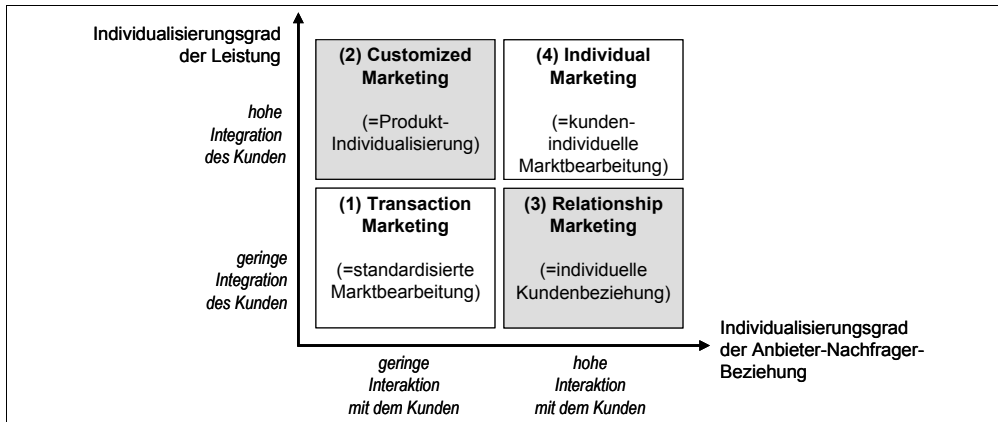 Individualisierungsgrad
der Leistung
hohe
Integration
des Kunden
geringe
Integration
des Kunden
(2) Customized
Marketing
(=Produkt-
Individualisierung)
(4) Individual
Marketing
(=kunden-
individuelle
Marktbearbeitung)
(1) Transaction
Marketing
(=standardisierte
Marktbearbeitung)
(3) Relationship
Marketing
(=individuelle
Kundenbeziehung)
geringe
Interaktion
mit dem Kunden
hohe
Interaktion
mit dem Kunden
Individualisierungsgrad
der Anbieter-Nachfrager-
Beziehung